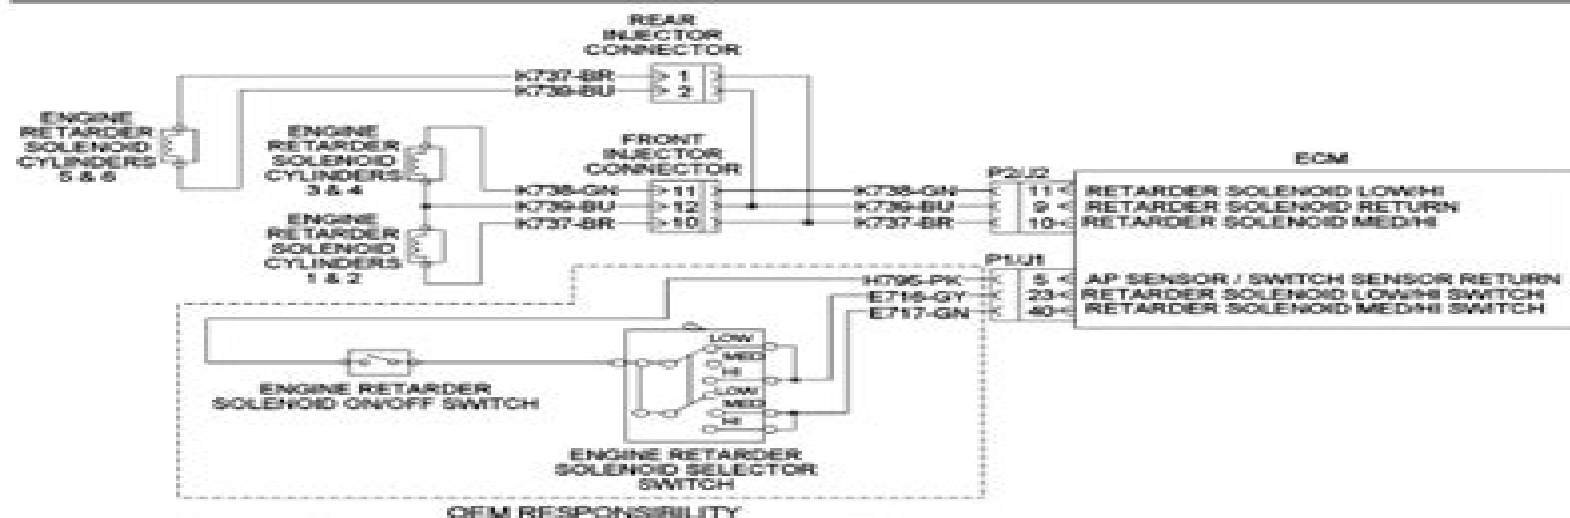 REAR
INJECTOR
CONNECTOR
K737-BR
1
K739-BU
2
ENGINE
RETARDER
SOLENOID
CYLINDERS
5 & 6
ENGINE
RETARDER
SOLENOID
CYLINDERS
3 & 4
FRONT
INJECTOR
CONNECTOR
K738-GN
11
K739-BU
12
K737-BR
10
ENGINE
RETARDER
SOLENOID
CYLINDERS
1 & 2
P2/J2
ECM
K738-GN
11
RETARDER SOLENOID LOW/HI
K739-BU
9
RETARDER SOLENOID RETURN
K737-BR
10
RETARDER SOLENOID MED/HI
P1/J1
H795-PK
5
AP SENSOR / SWITCH SENSOR RETURN
E716-GY
23
RETARDER SOLENOID LOW/HI SWITCH
E717-GN
40
RETARDER SOLENOID MED/HI SWITCH
LOW
MED
HI
LOW
MED
HI
ENGINE RETARDER
SOLENOID ON/OFF SWITCH
ENGINE RETARDER
SOLENOID SELECTOR
SWITCH
OEM RESPONSIBILITY